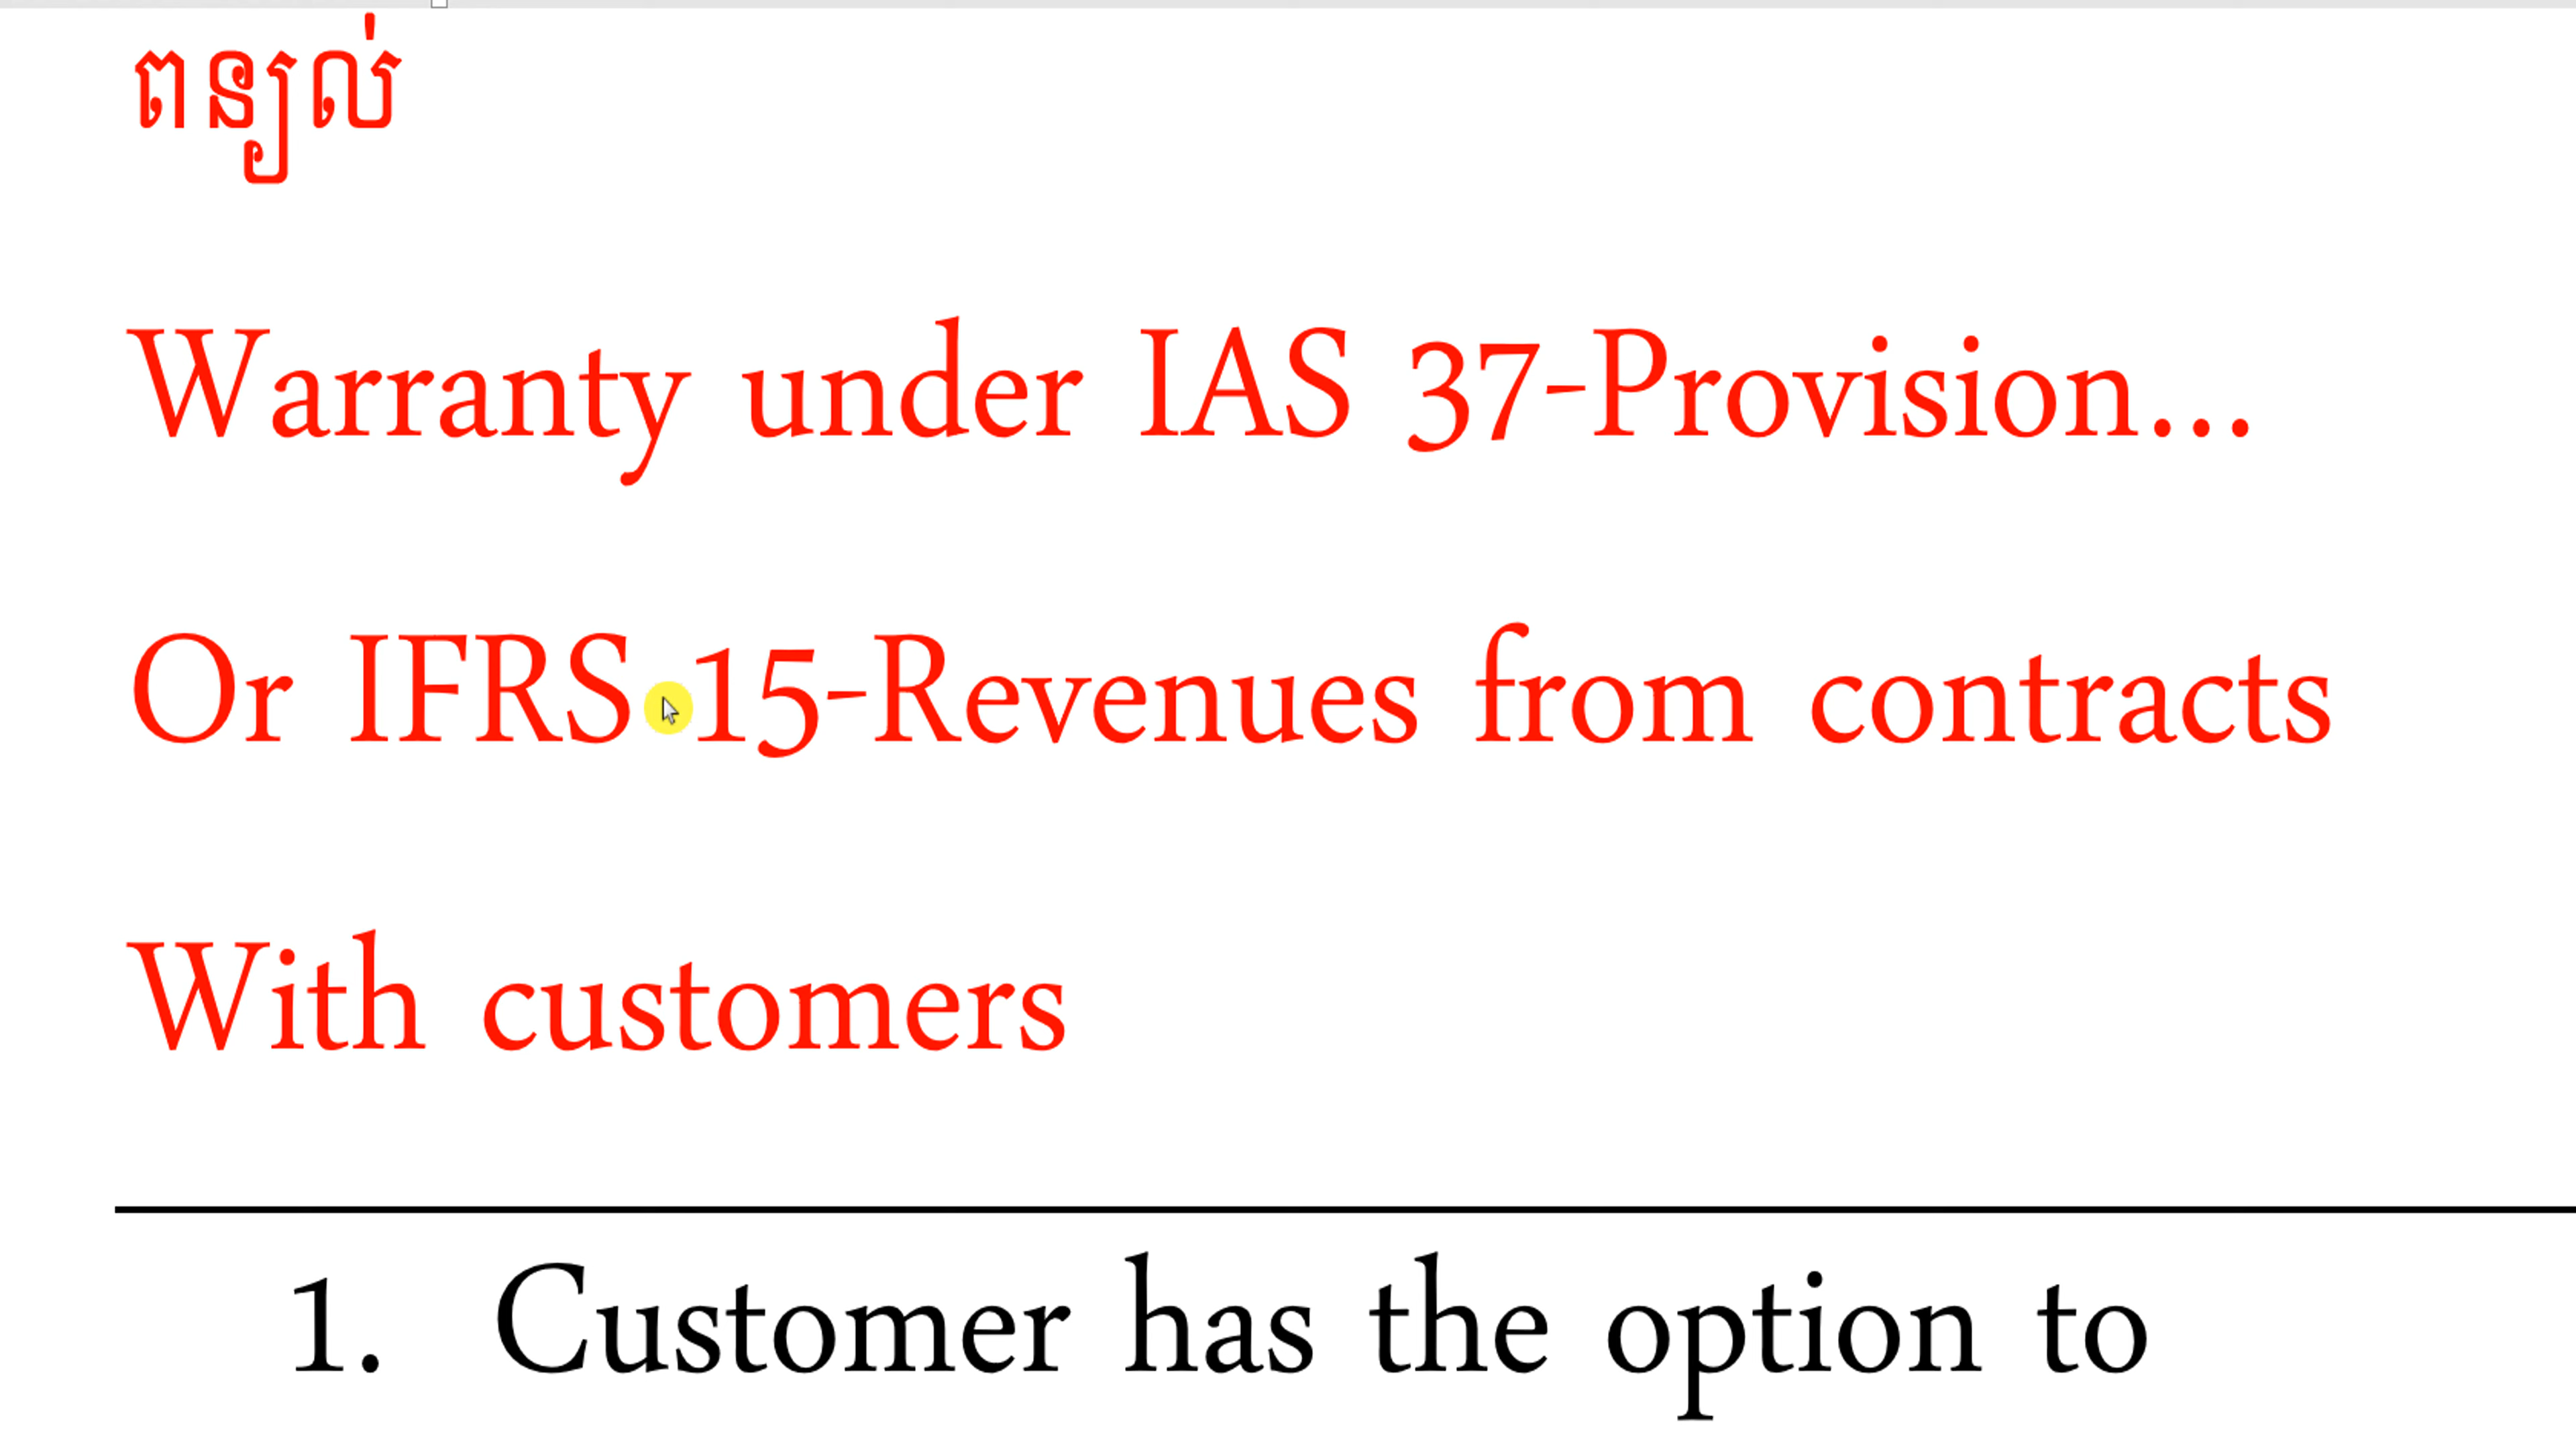 ពន្យល់
Warranty under IAS 37-Provision...
Or IFRS 15-Revenues from contracts
With customers
1. Customer has the option to